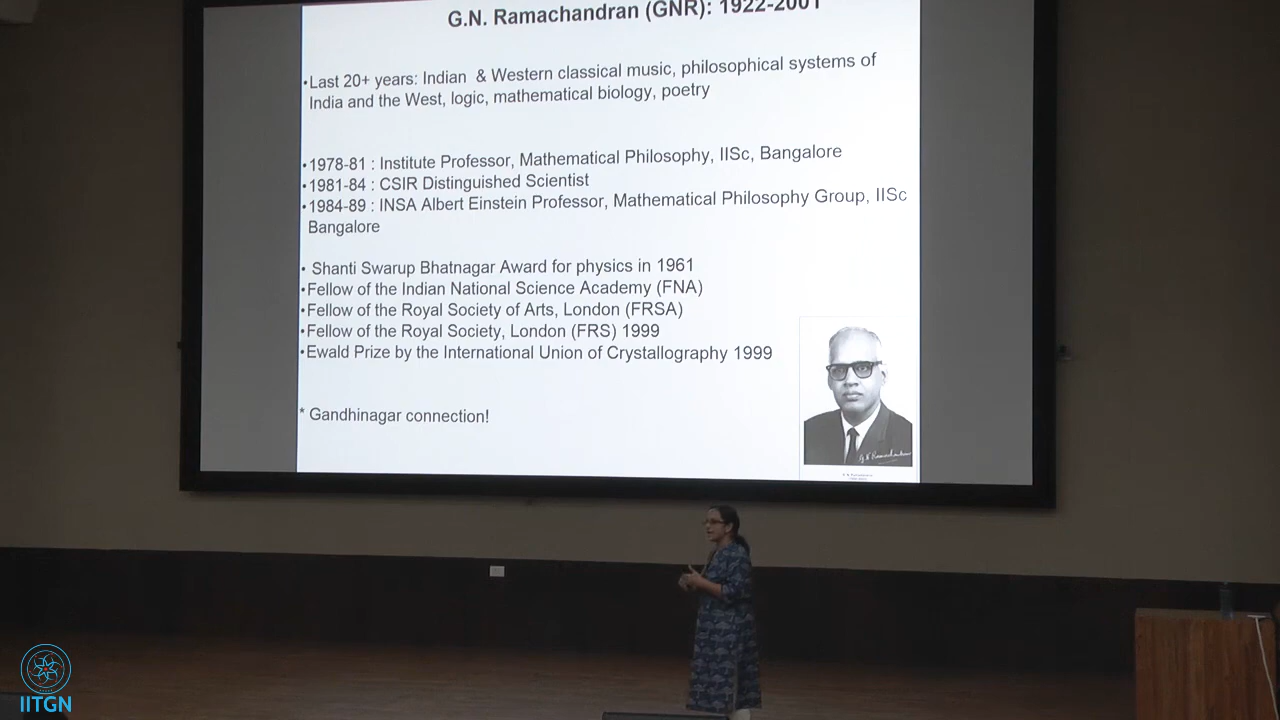 G.N. Ramachandran (GNR): 1922-2001
•Last 20+ years: Indian & Western classical music, philosophical systems of
India and the West, logic, mathematical biology, poetry
•1978-81 : Institute Professor, Mathematical Philosophy, IISc, Bangalore
•1981-84 : CSIR Distinguished Scientist
•1984-89 : INSA Albert Einstein Professor, Mathematical Philosophy Group, IISc
Bangalore
• Shanti Swarup Bhatnagar Award for physics in 1961
•Fellow of the Indian National Science Academy (FNA)
•Fellow of the Royal Society of Arts, London (FRSA)
•Fellow of the Royal Society, London (FRS) 1999
•Ewald Prize by the International Union of Crystallography 1999
* Gandhinagar connection!
G N Ramachandran
IITGN